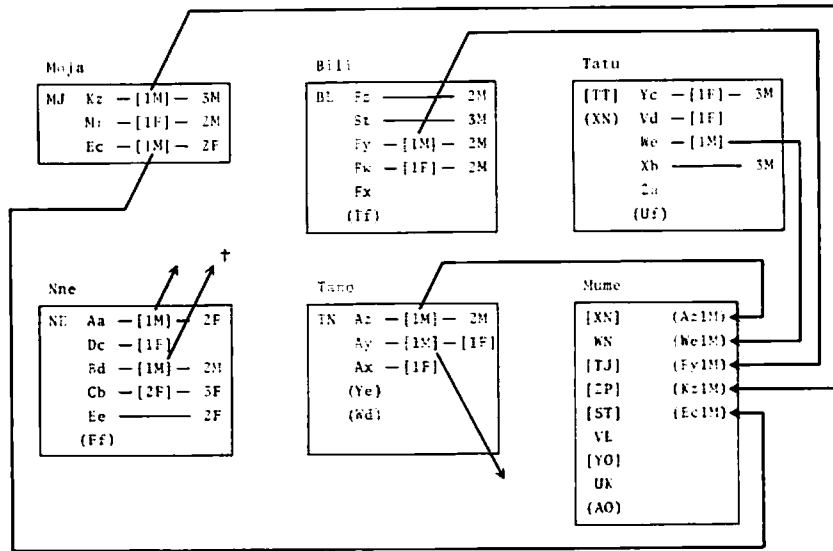 Moja
MJ Kz —[1M]— 3M
[1F]— 2M
Ec —[1M]— 2F
Bili
BL Fz — 2M
St — 3M
Fy —[1M]— 2M
Fw —[1F]— 2M
Fx
(Tf)
Tatu
[TT] Yc —[1F]— 3M
(XN) Vd —[1F]
We —[1M]
Xb — 3M
Za
(Uf)
Nne
NE Aa —[1M]— 2F
Dc —[1F]
Bd —[1M]— 2M
Cb —[2F]— 3F
Ee — 2F
(Ff)
†
Tano
TN Az —[1M]— 2M
Ay —[1M]—[1F]
Ax —[1F]
(Ye)
(Wd)
Mume
[XN] (Az1M)
WN (We1M)
[TJ] (Fy1M)
[ZP] (Kz1M)
[ST] (Ec1M)
VL
[YO]
UK
(AO)